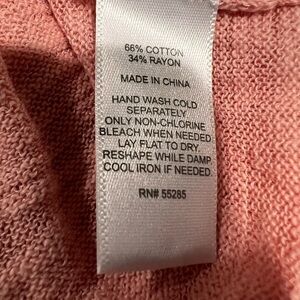 66% COTTON
34% RAYON
MADE IN CHINA
HAND WASH COLD
SEPARATELY
ONLY NON-CHLORINE
BLEACH WHEN NEEDED
LAY FLAT TO DRY.
RESHAPE WHILE DAMP.
COOL IRON IF NEEDED.
RN# 55285